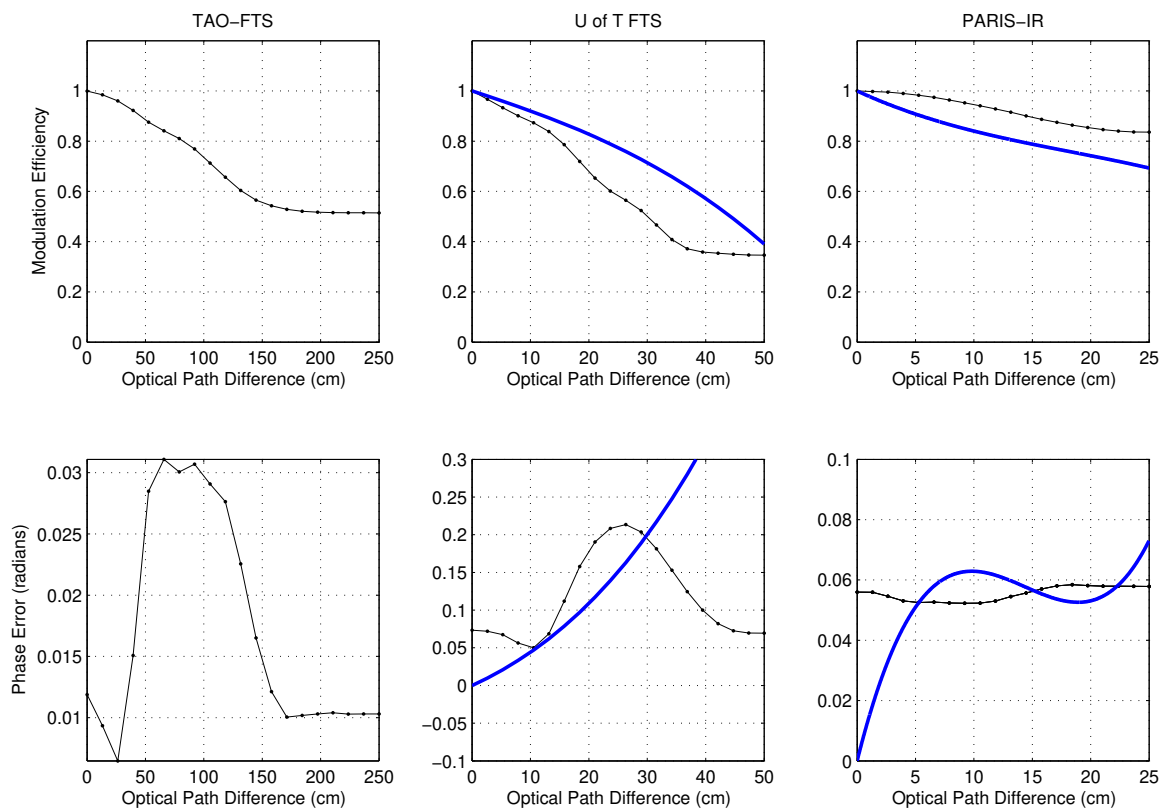 TAO−FTS
U of T FTS
PARIS−IR
Modulation Efficiency
1
0.8
0.6
0.4
0.2
0
0 50 100 150 200 250
Optical Path Difference (cm)
1
0.8
0.6
0.4
0.2
0
0 10 20 30 40 50
Optical Path Difference (cm)
1
0.8
0.6
0.4
0.2
0
0 5 10 15 20 25
Optical Path Difference (cm)
Phase Error (radians)
0.03
0.025
0.02
0.015
0.01
0 50 100 150 200 250
Optical Path Difference (cm)
0.3
0.25
0.2
0.15
0.1
0.05
0
−0.05
−0.1
0 10 20 30 40 50
Optical Path Difference (cm)
0.1
0.08
0.06
0.04
0.02
0
0 5 10 15 20 25
Optical Path Difference (cm)